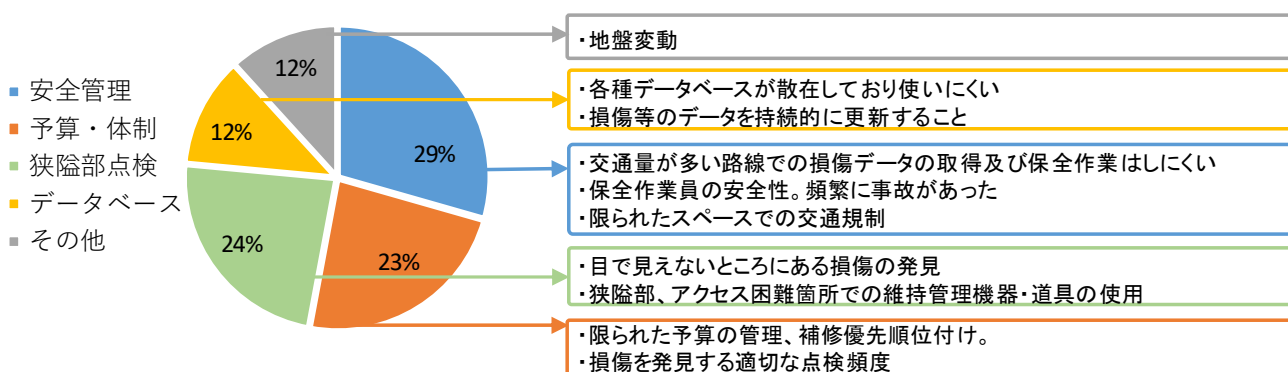 安全管理
予算・体制
狭隘部点検
データベース
その他
12%
12%
29%
24%
23%
・地盤変動
・各種データベースが散在しており使いにくい
・損傷等のデータを持続的に更新すること
・交通量が多い路線での損傷データの取得及び保全作業はしにくい
・保全作業員の安全性。頻繁に事故があった
・限られたスペースでの交通規制
・目で見えないところにある損傷の発見
・狭隘部、アクセス困難箇所での維持管理機器・道具の使用
・限られた予算の管理、補修優先順位付け。
・損傷を発見する適切な点検頻度